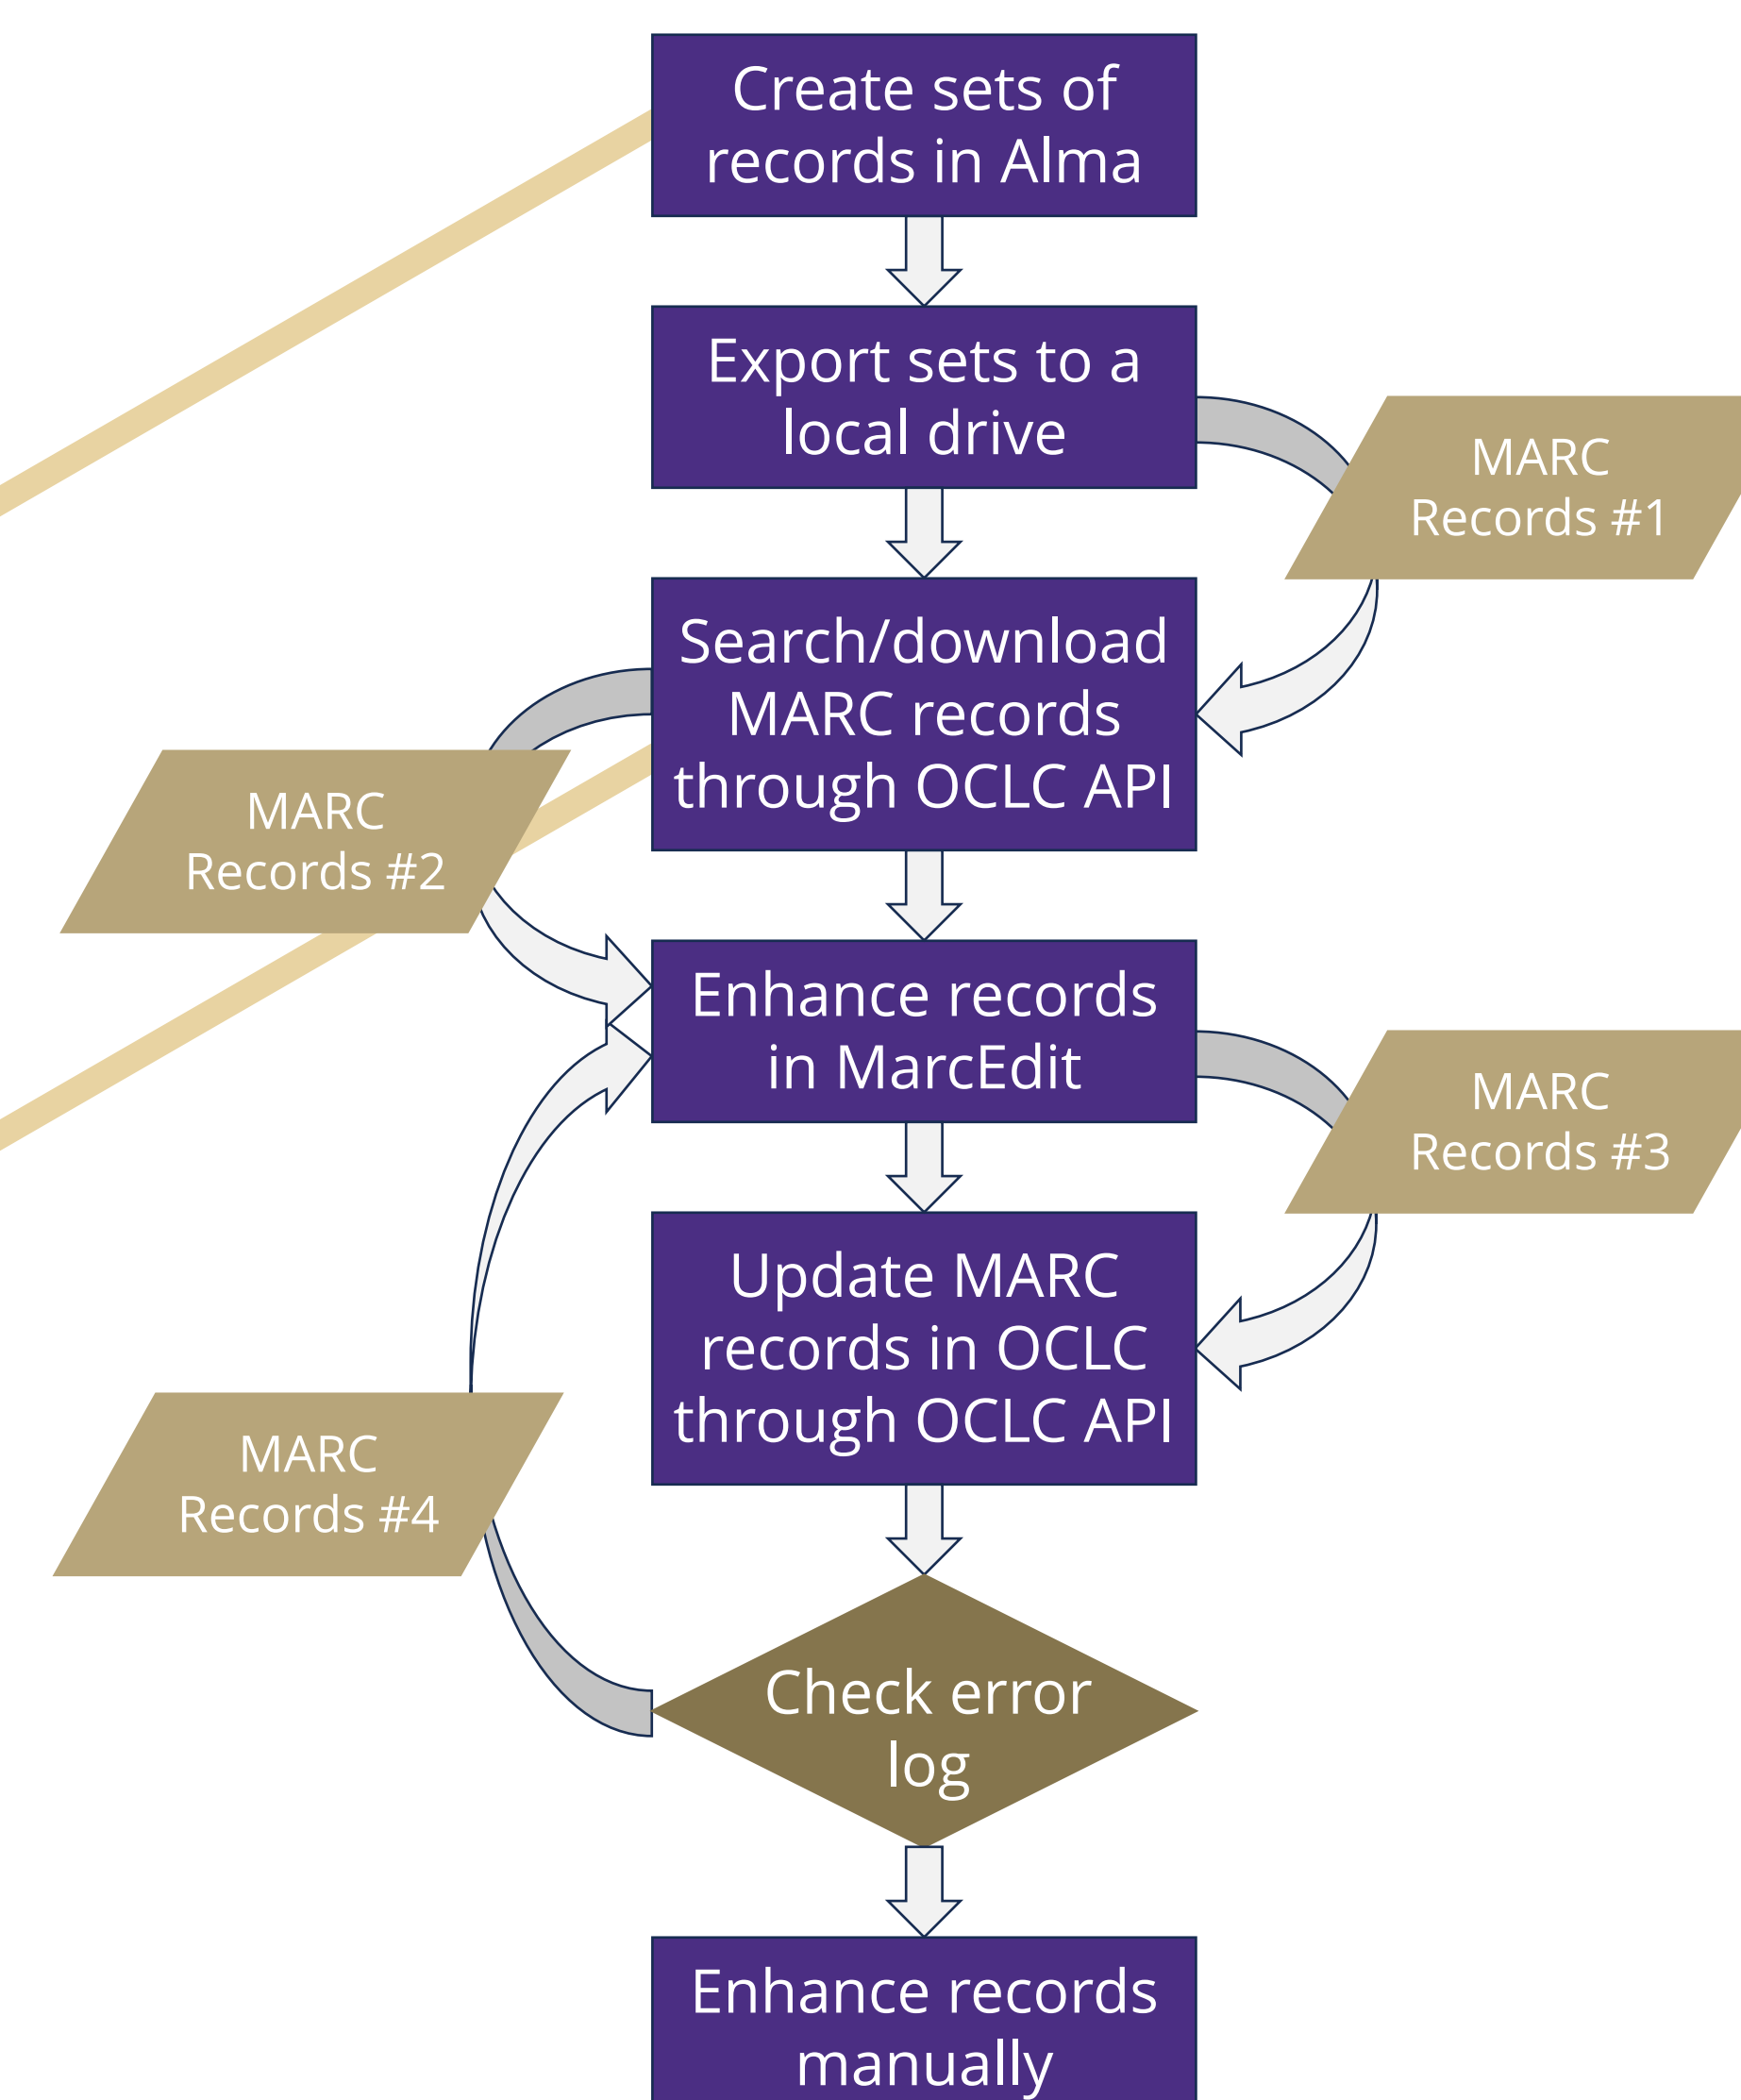 Create sets of
records in Alma
Export sets to a
local drive
MARC
Records #1
Search/download
MARC records
through OCLC API
MARC
Records #2
Enhance records
in MarcEdit
MARC
Records #3
Update MARC
records in OCLC
through OCLC API
MARC
Records #4
Check error
log
Enhance records
manually